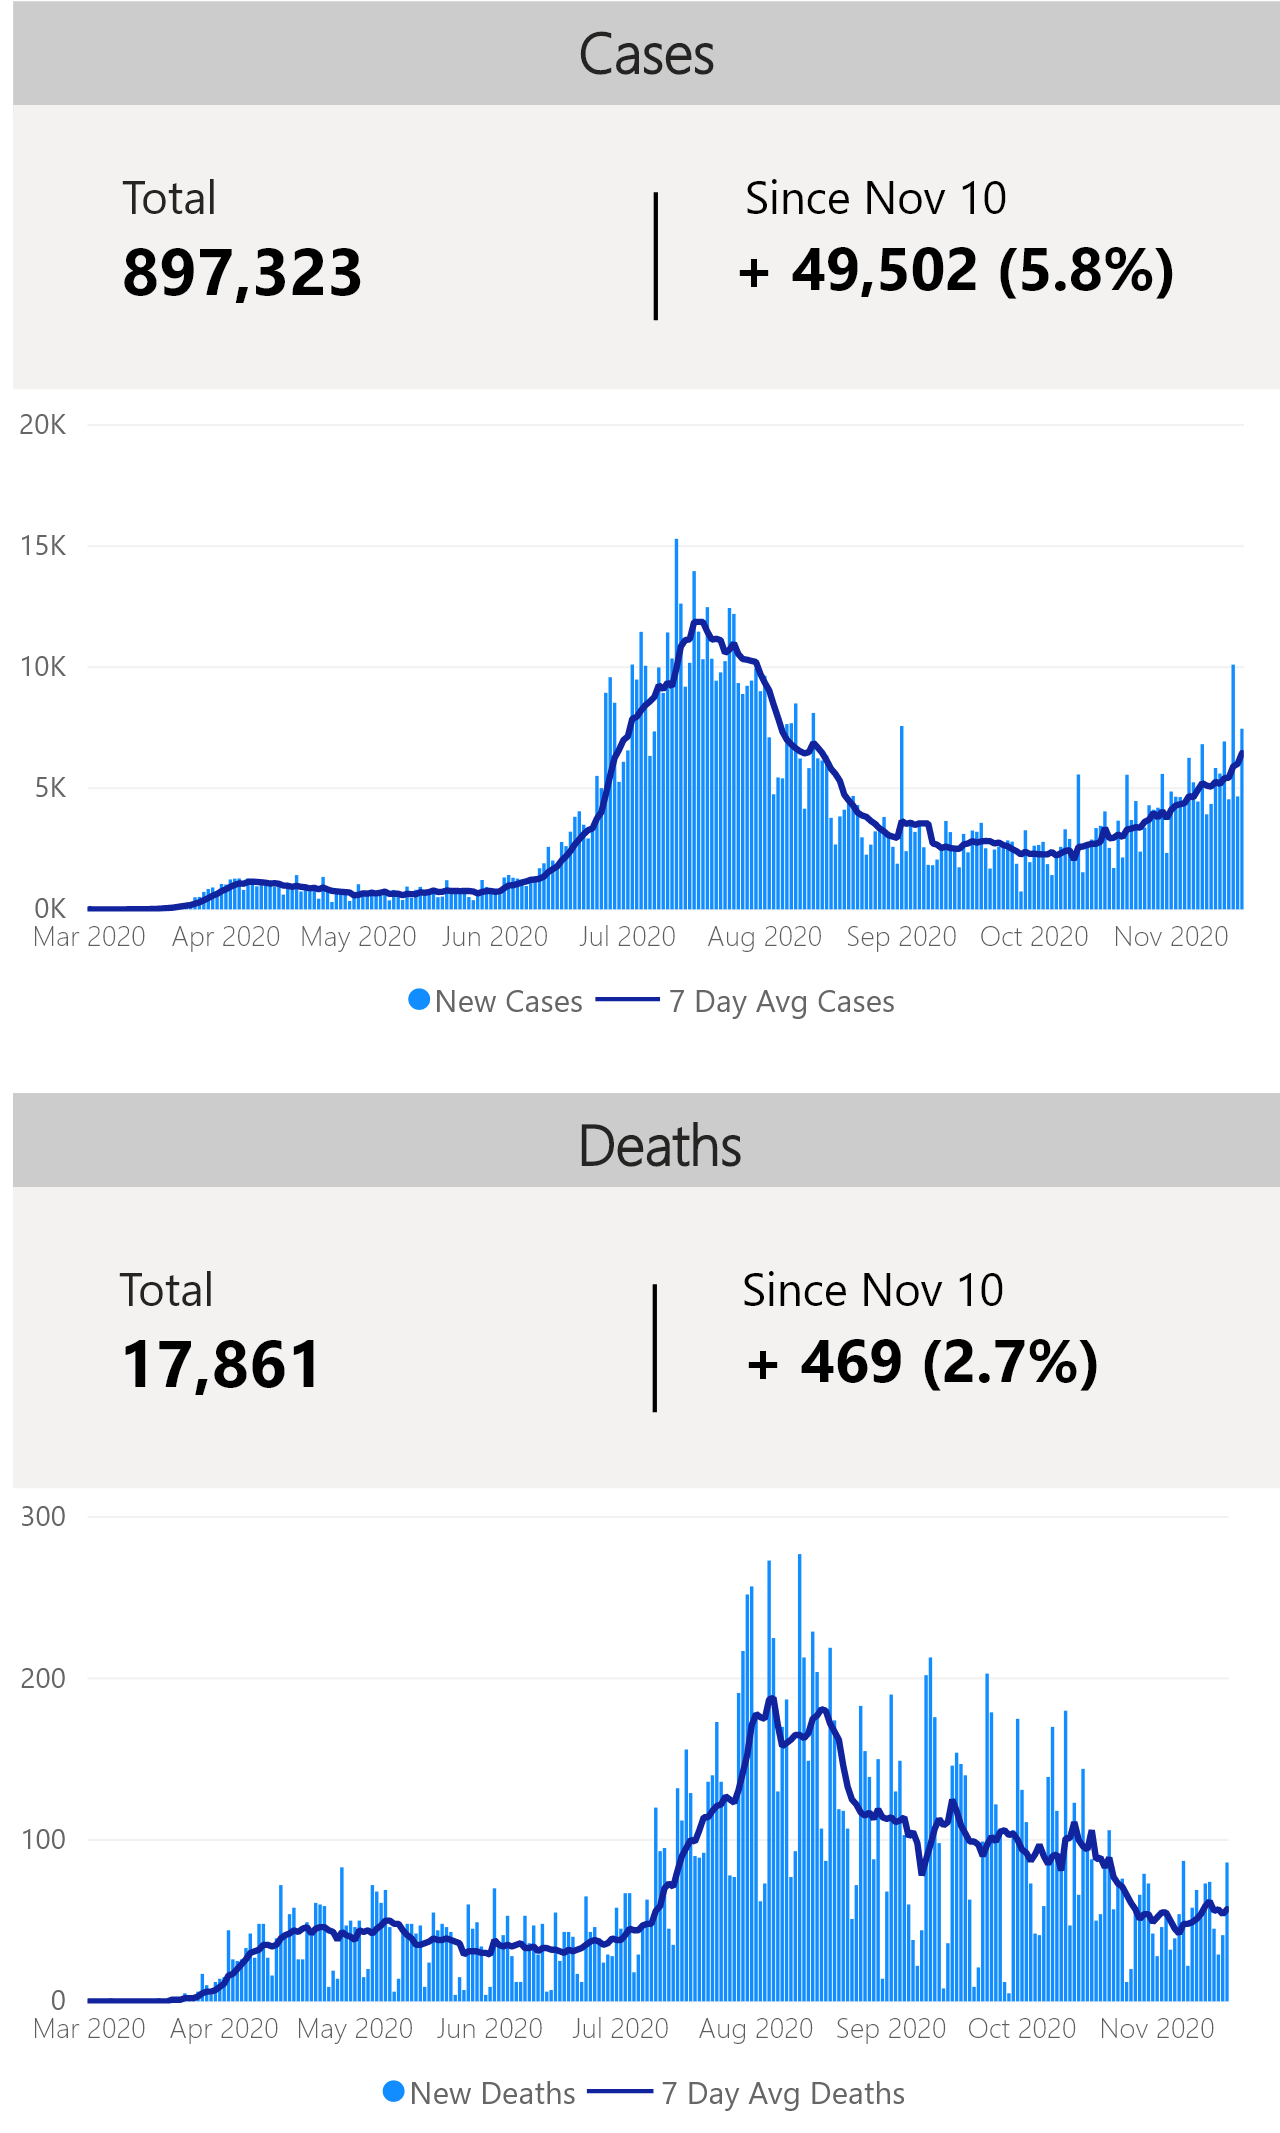 Cases
Total
Since Nov 10
897,323
+ 49,502 (5.8%)
20K
15K
10K
5K
0K
Mar 2020 Apr 2020 May 2020 Jun 2020 Jul 2020 Aug 2020 Sep 2020 Oct 2020 Nov 2020
New Cases 7 Day Avg Cases
Deaths
Total
Since Nov 10
17,861
+ 469 (2.7%)
300
200
100
0
Mar 2020 Apr 2020 May 2020 Jun 2020 Jul 2020 Aug 2020 Sep 2020 Oct 2020 Nov 2020
New Deaths 7 Day Avg Deaths